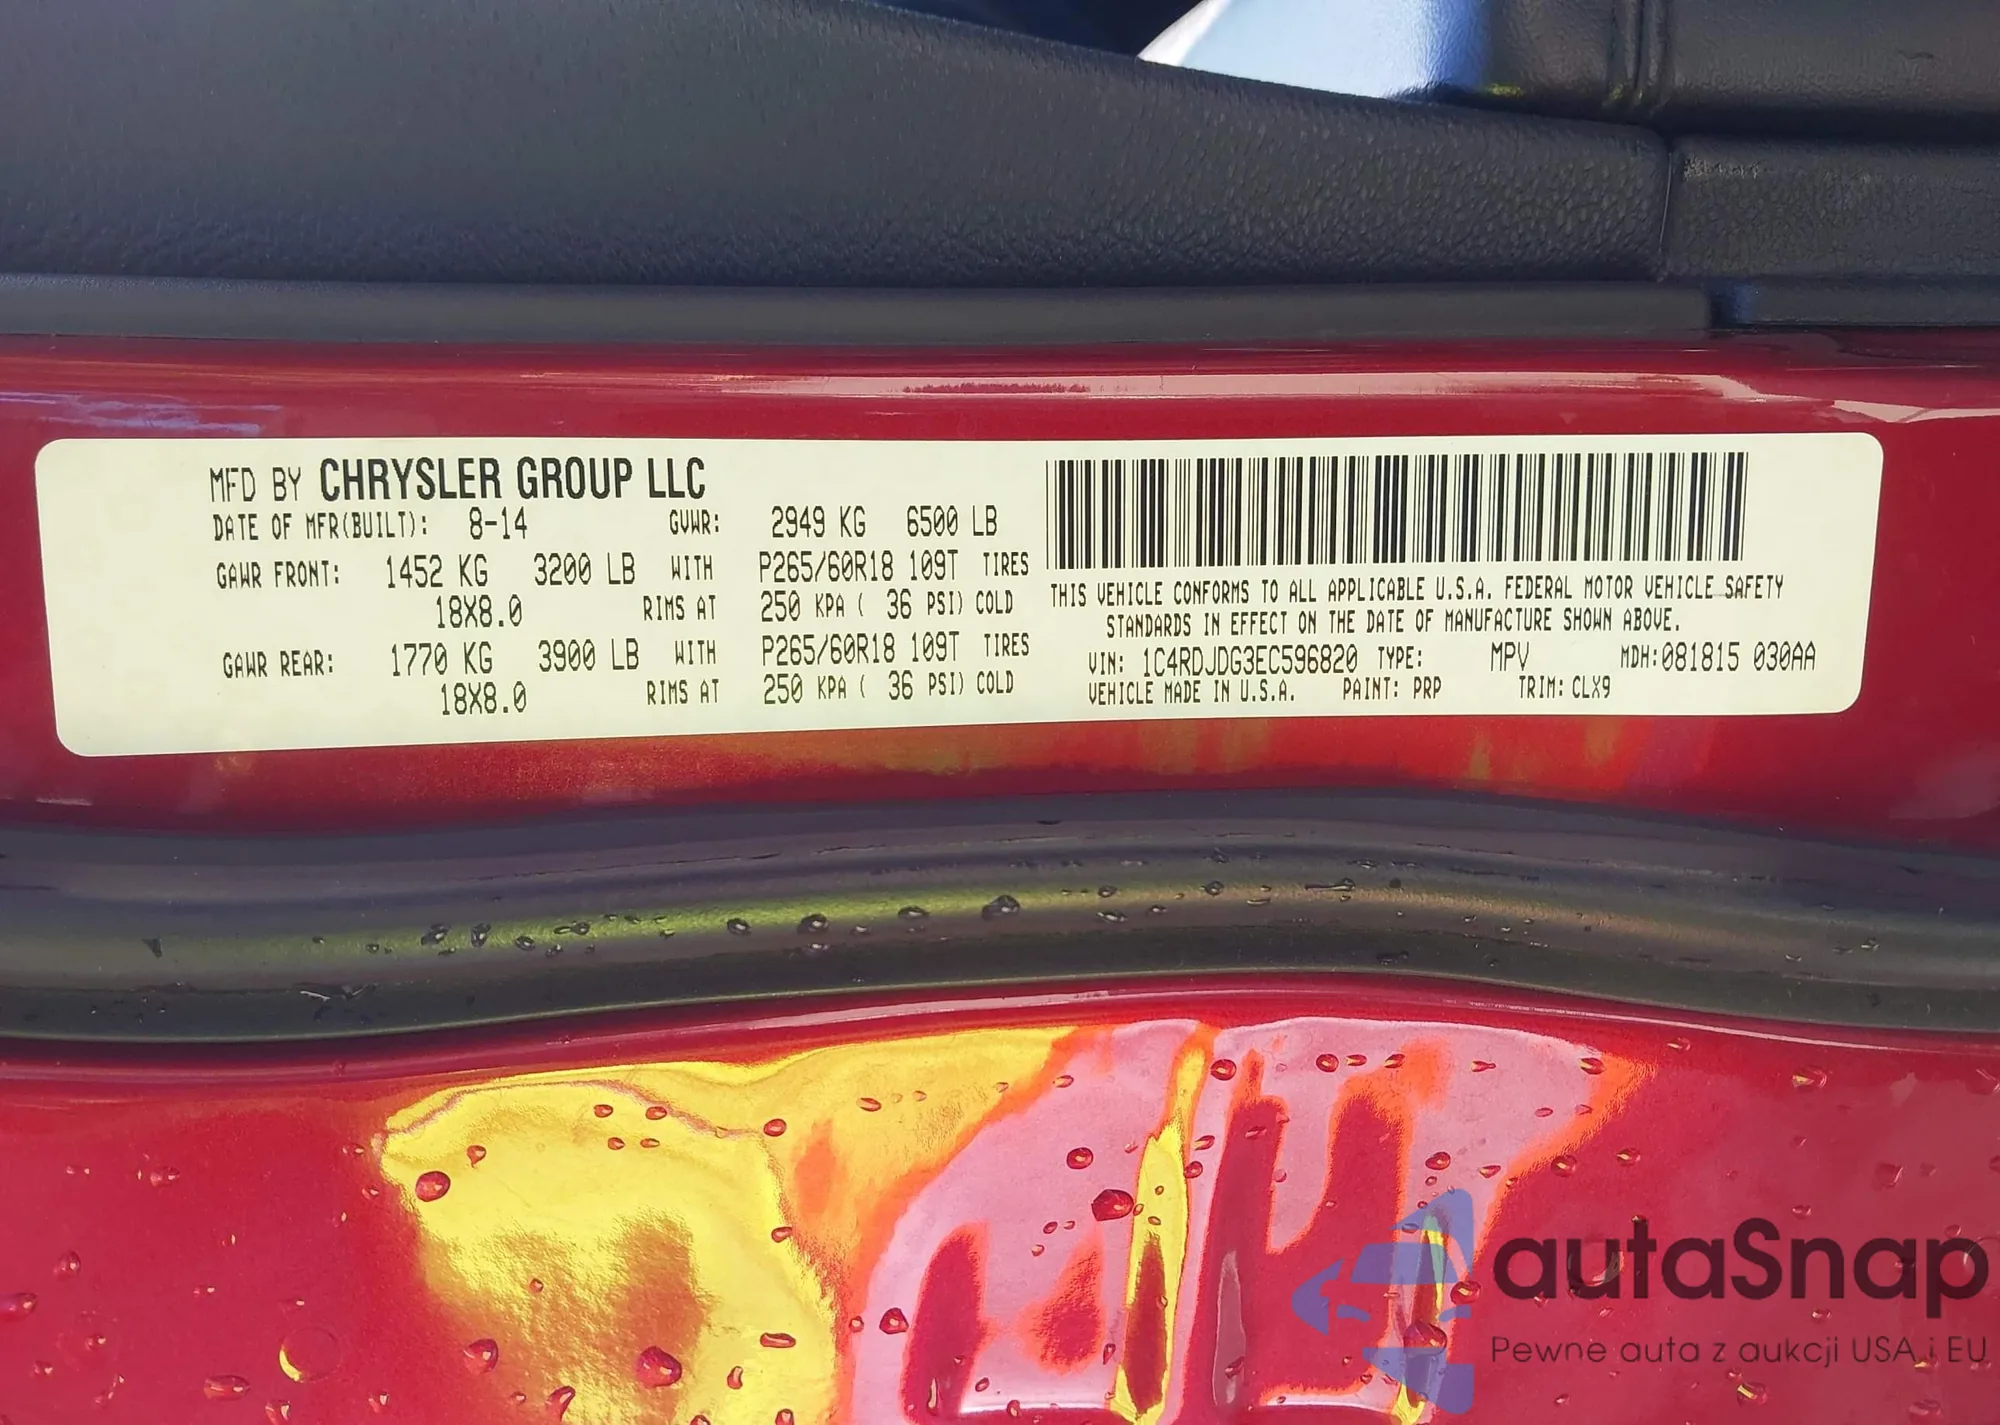 MFD BY CHRYSLER GROUP LLC
DATE OF MFR(BUILT): 8-14 GVWR: 2949 KG 6500 LB
GAWR FRONT: 1452 KG 3200 LB WITH P265/60R18 109T TIRES
18X8.0 RIMS AT 250 KPA ( 36 PSI) COLD
GAWR REAR: 1770 KG 3900 LB WITH P265/60R18 109T TIRES
18X8.0 RIMS AT 250 KPA ( 36 PSI) COLD
THIS VEHICLE CONFORMS TO ALL APPLICABLE U.S.A. FEDERAL MOTOR VEHICLE SAFETY
STANDARDS IN EFFECT ON THE DATE OF MANUFACTURE SHOWN ABOVE.
VIN: 1C4RDJDG3EC596820 TYPE: MPV MDH:081815 030AA
VEHICLE MADE IN U.S.A. PAINT: PRP TRIM: CLX9
autaSnap
Pewne auta z aukcji USA i EU